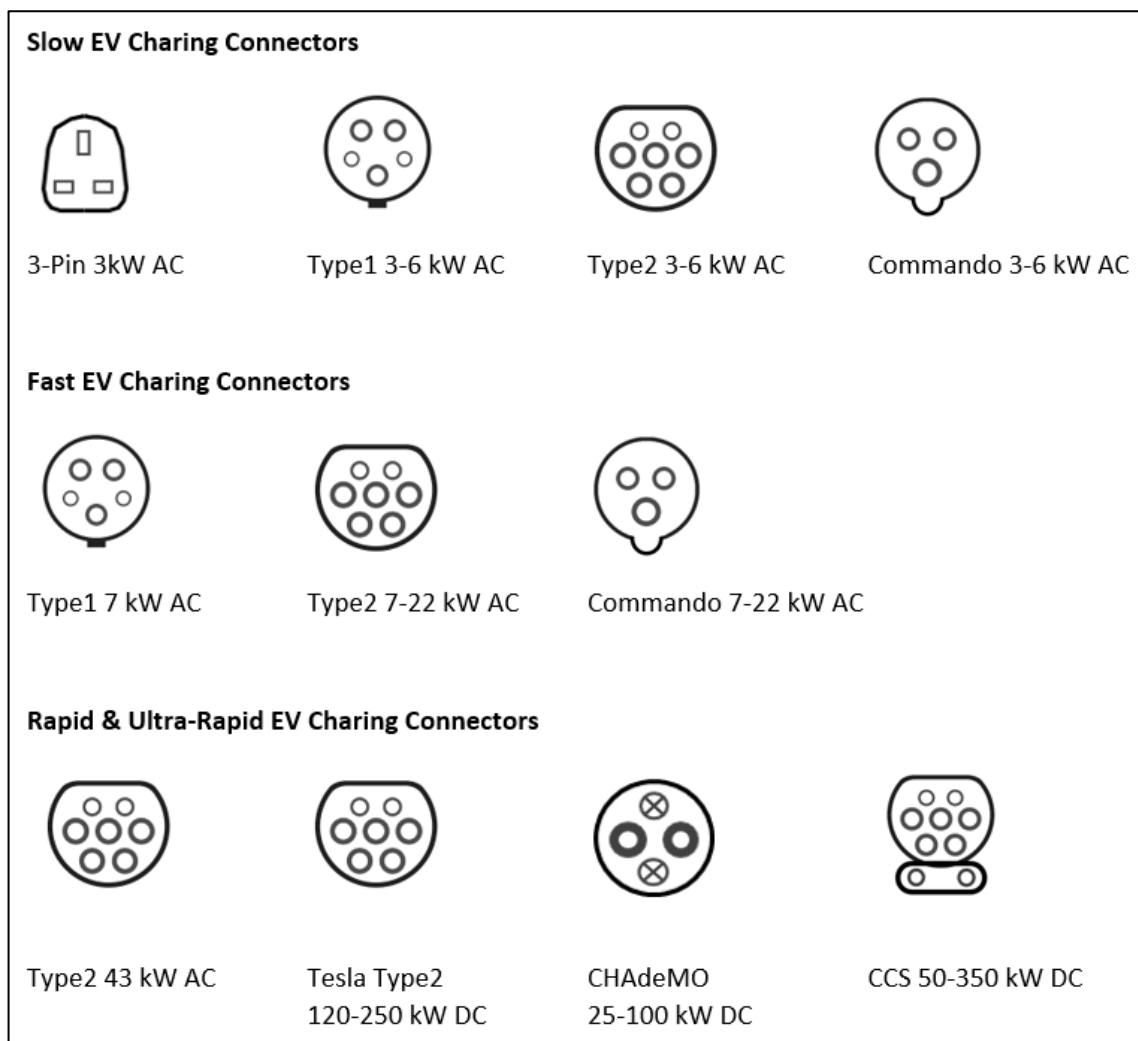 Slow EV Charing Connectors
3-Pin 3kW AC
Type1 3-6 kW AC
Type2 3-6 kW AC
Commando 3-6 kW AC
Fast EV Charing Connectors
Type1 7 kW AC
Type2 7-22 kW AC
Commando 7-22 kW AC
Rapid & Ultra-Rapid EV Charing Connectors
Type2 43 kW AC
Tesla Type2
120-250 kW DC
CHAdeMO
25-100 kW DC
CCS 50-350 kW DC